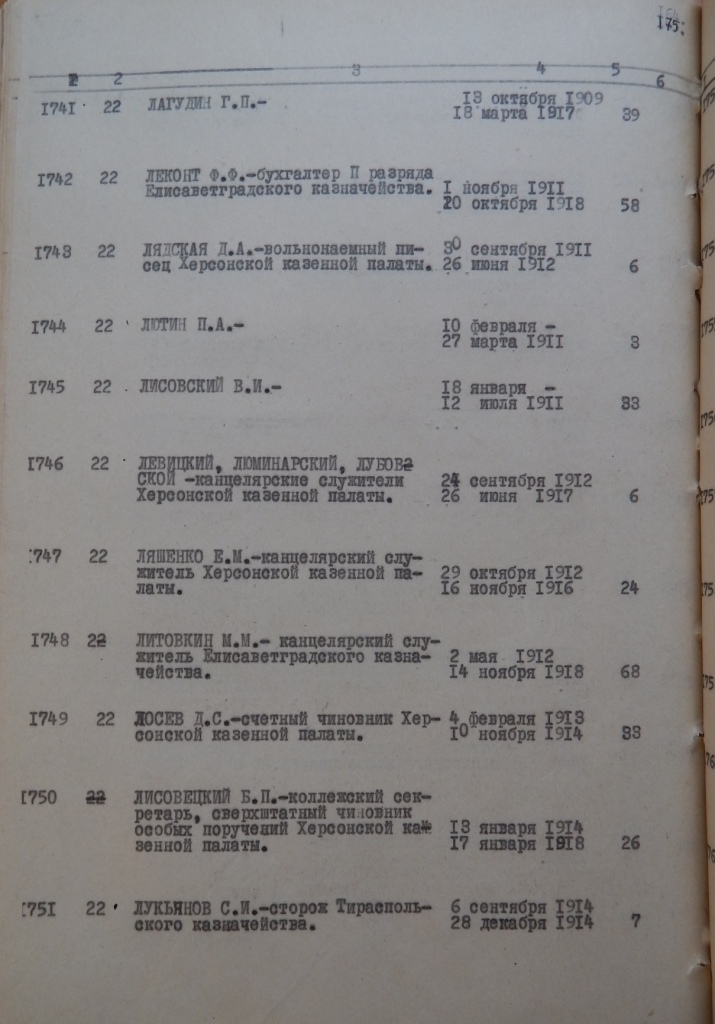 175.
2 3 4 5 6
1741 22 ЛАГУДИН Г.П.- 13 октября 1909
18 марта 1917 39
1742 22 ЛЕКОНТ Ф.Ф.-бухгалтер П разряда
Елисаветградского казначейства. 1 ноября 1911
20 октября 1918 58
1743 22 ЛЯДСКАЯ Д.А.-вольнонаемный пи- 30 сентября 1911
сец Херсонской казенной палаты. 26 июня 1912 6
1744 22 ЛЮТИН П.А.- 10 февраля -
27 марта 1911 3
1745 22 ЛИСОВСКИЙ В.И.- 18 января -
12 июля 1911 33
1746 22 ЛЕВИЦКИЙ, ЛЮМИНАРСКИЙ, ЛУБОВ-
СКОЙ -канцелярские служители 24 сентября 1912
Херсонской казенной палаты. 26 июня 1917 6
1747 22 ЛЯШЕНКО Е.М.-канцелярский слу-
житель Херсонской казенной па- 29 октября 1912
латы. 16 ноября 1916 24
1748 22 ЛИТОВКИН М.М.- канцелярский слу-
житель Елисаветградского казна- 2 мая 1912
чейства. 14 ноября 1918 68
1749 22 ЛОСЕВ Д.С.-счетный чиновник Хер- 4 февраля 1913
сонской казенной палаты. 10 ноября 1914 33
1750 22 ЛИСОВЕЦКИЙ Б.П.-коллежский сек-
ретарь, сверхштатный чиновник
особых поручений Херсонской ка- 13 января 1914
зенной палаты. 17 января 1918 26
1751 22 ЛУКЬЯНОВ С.И.-сторож Тирасполь- 6 сентября 1914
ского казначейства. 28 декабря 1914 7